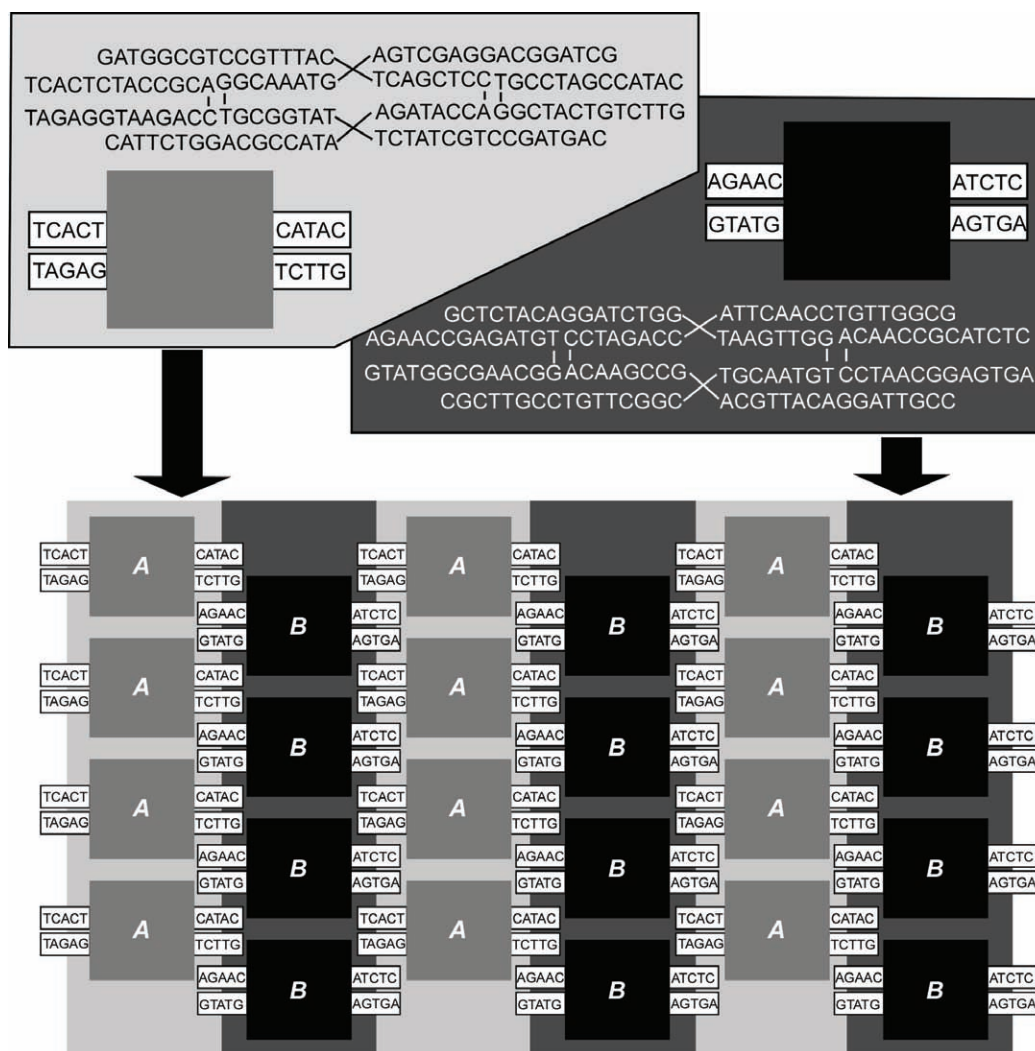 GATGGCGTCCGTTTAC AGTCGAGGACGGATCG
TCACTCTACCGCAGGCAAATG TCAGCTCCTGCCTAGCCATAC
TAGAGGTAAGACCTGCGGTAT AGATACCAGGCTACTGTCTTG
CATTCTGGACGCCATA TCTATCGTCCGATGAC
TCACT CATAC
TAGAG TCTTG
AGAAC ATCTC
GTATG AGTGA
GCTCTACAGGATCTGG ATTCAACCTGTTGGCG
AGAACCGAGATGTCCTAGACC TAAGTTGGACAACCGCATCTC
GTATGGCGAACGGACAAGCCG TGCAATGTCCTAACGGAGTGA
CGCTTGCCTGTTCGGC ACGTTACAGGATTGCC
TCACT CATAC TCACT CATAC TCACT CATAC
A A A
TAGAG TCTTG TAGAG TCTTG TAGAG TCTTG
AGAAC ATCTC AGAAC ATCTC AGAAC ATCTC
B B B
GTATG AGTGA GTATG AGTGA GTATG AGTGA
TCACT CATAC TCACT CATAC TCACT CATAC
A A A
TAGAG TCTTG TAGAG TCTTG TAGAG TCTTG
AGAAC ATCTC AGAAC ATCTC AGAAC ATCTC
B B B
GTATG AGTGA GTATG AGTGA GTATG AGTGA
TCACT CATAC TCACT CATAC TCACT CATAC
A A A
TAGAG TCTTG TAGAG TCTTG TAGAG TCTTG
AGAAC ATCTC AGAAC ATCTC AGAAC ATCTC
B B B
GTATG AGTGA GTATG AGTGA GTATG AGTGA
TCACT CATAC TCACT CATAC TCACT CATAC
A A A
TAGAG TCTTG TAGAG TCTTG TAGAG TCTTG
AGAAC ATCTC AGAAC ATCTC AGAAC ATCTC
B B B
GTATG AGTGA GTATG AGTGA GTATG AGTGA